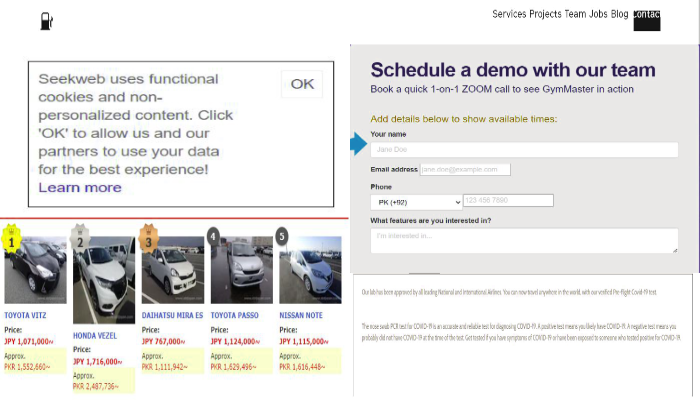 Services Projects Team Jobs Blog Contact
Seekweb uses functional
cookies and non-
personalized content. Click
'OK' to allow us and our
partners to use your data
for the best experience!
Learn more
OK
Schedule a demo with our team
Book a quick 1-on-1 ZOOM call to see GymMaster in action
Add details below to show available times:
Your name
Jane Doe
Email address jane.doe@example.com
Phone
PK (+92) 123 456 7890
What features are you interested in?
I'm interested in...
1
TOYOTA VITZ
Price:
JPY 1,071,000~
Approx.
PKR 1,552,660~
2
HONDA VEZEL
Price:
JPY 1,716,000~
Approx.
PKR 2,487,736~
3
DAIHATSU MIRA ES
Price:
JPY 767,000~
Approx.
PKR 1,111,942~
4
TOYOTA PASSO
Price:
JPY 1,124,000~
Approx.
PKR 1,629,496~
5
NISSAN NOTE
Price:
JPY 1,115,000~
Approx.
PKR 1,616,448~
Our lab has been approved by all leading National and International Airlines. You can now travel anywhere in the world, with our verified Pre-flight Covid-19 test.
The nose swab PCR test for COVID-19 is an accurate and reliable test for diagnosing COVID-19. A positive test means you likely have COVID-19. A negative test means you
probably did not have COVID-19 at the time of the test. Get tested if you have symptoms of COVID-19 or have been exposed to someone who tested positive for COVID-19.